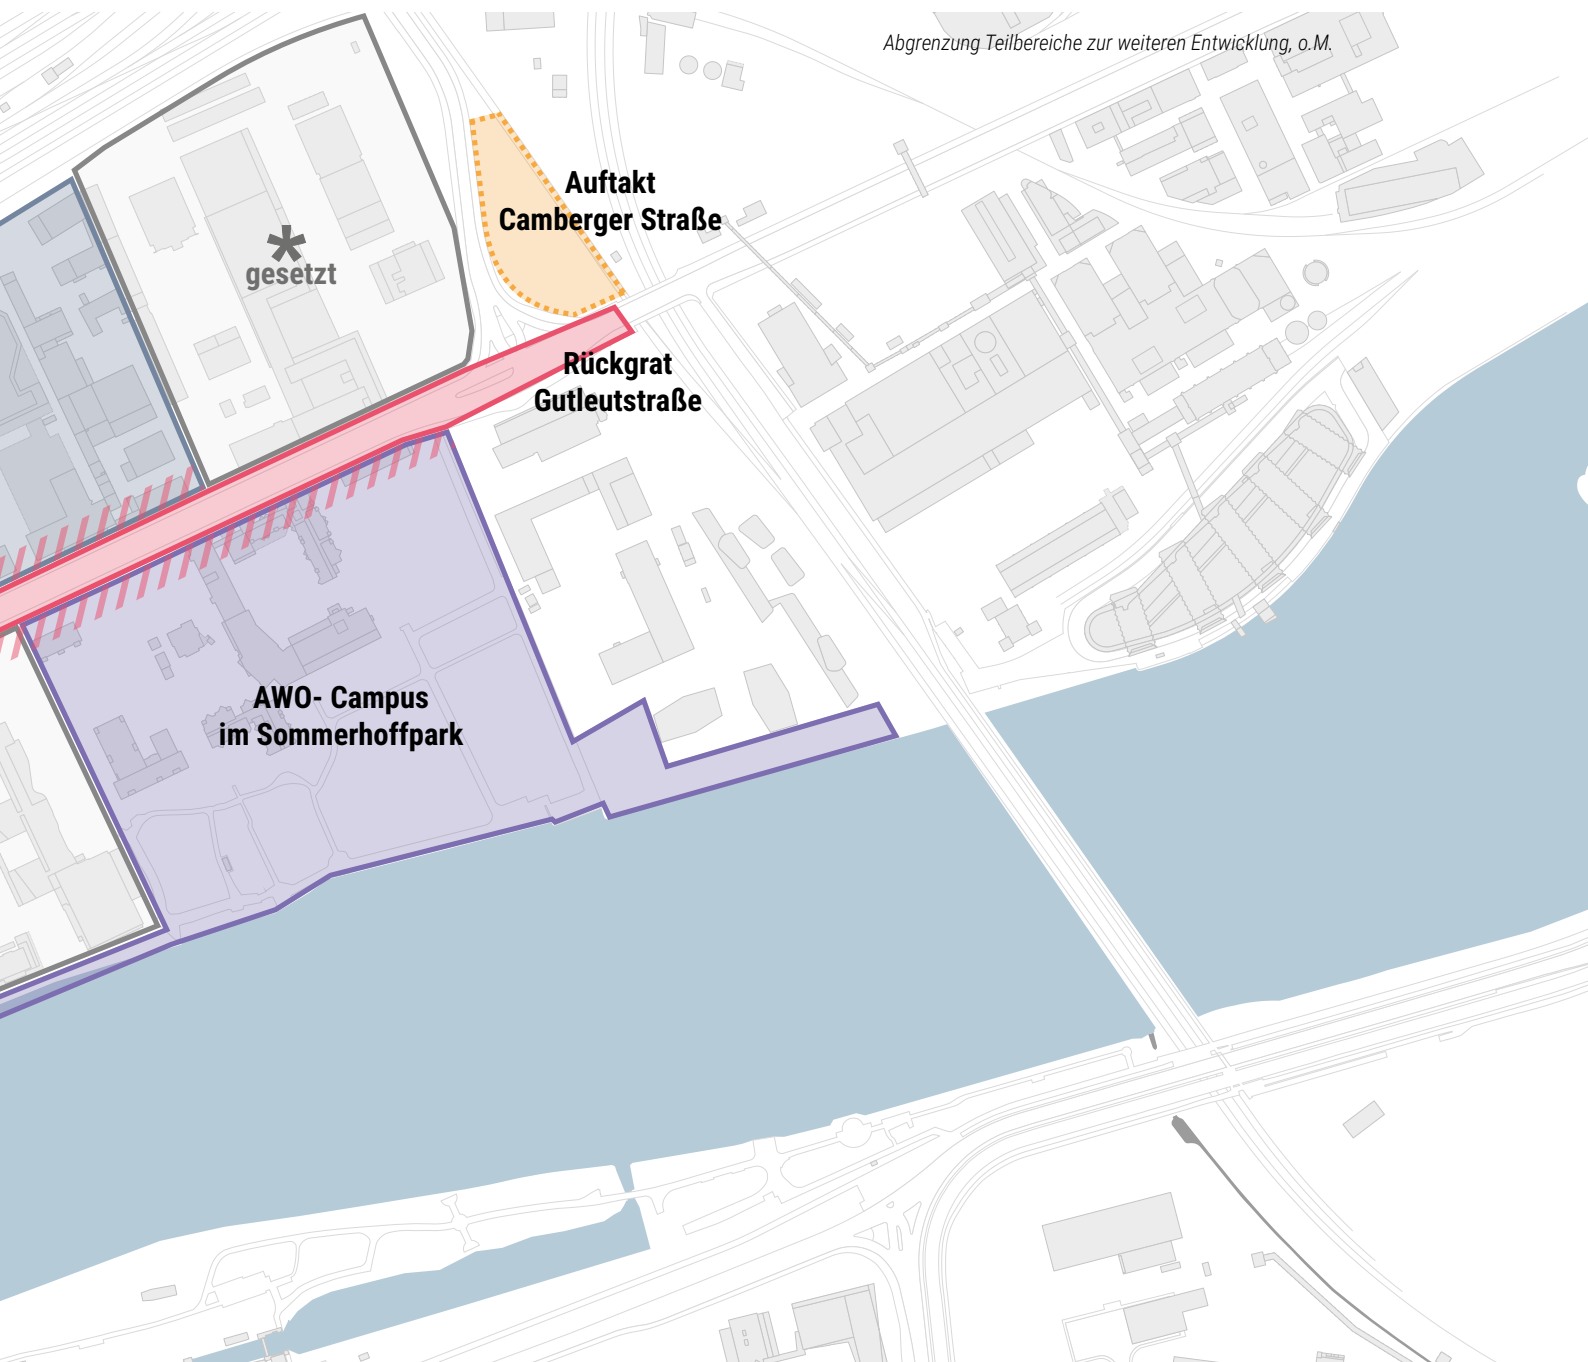 Abgrenzung Teilbereiche zur weiteren Entwicklung, o.M.
Auftakt
Camberger Straße
*
gesetzt
Rückgrat
Gutleutstraße
AWO- Campus
im Sommerhoffpark